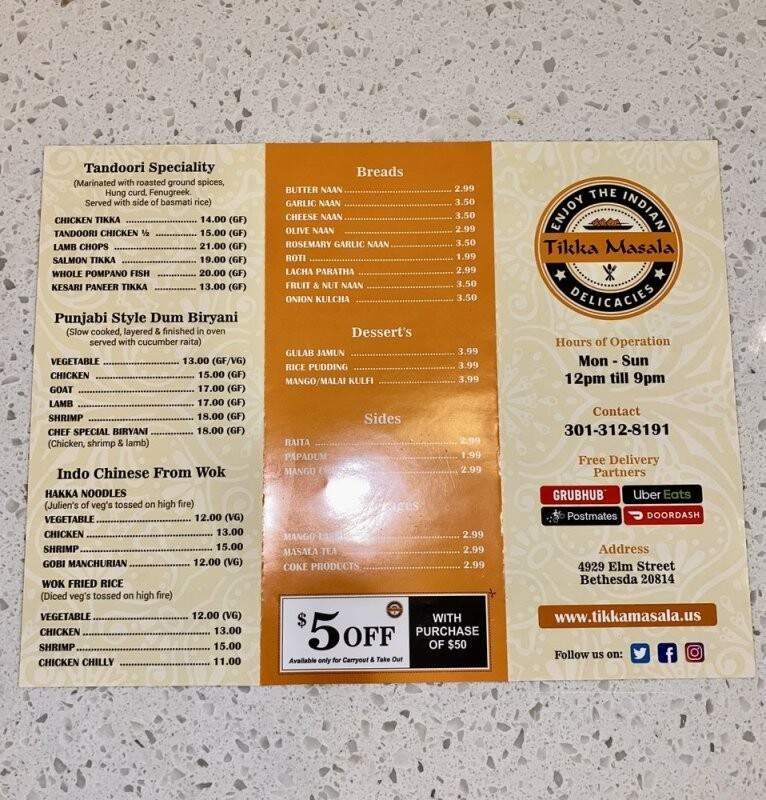 Tandoori Speciality
(Marinated with roasted ground spices,
Hung curd, Fenugreek.
Served with side of basmati rice)
CHICKEN TIKKA 14.00 (GF)
TANDOORI CHICKEN ½ 15.00 (GF)
LAMB CHOPS 21.00 (GF)
SALMON TIKKA 19.00 (GF)
WHOLE POMPANO FISH 20.00 (GF)
KESARI PANEER TIKKA 13.00 (GF)
Punjabi Style Dum Biryani
(Slow cooked, layered & finished in oven
served with cucumber raita)
VEGETABLE 13.00 (GF/VG)
CHICKEN 15.00 (GF)
GOAT 17.00 (GF)
LAMB 17.00 (GF)
SHRIMP 18.00 (GF)
CHEF SPECIAL BIRYANI 18.00 (GF)
(Chicken, shrimp & lamb)
Indo Chinese From Wok
HAKKA NOODLES
(Julien's of veg's tossed on high fire)
VEGETABLE 12.00 (VG)
CHICKEN 13.00
SHRIMP 15.00
GOBI MANCHURIAN 12.00 (VG)
WOK FRIED RICE
(Diced veg's tossed on high fire)
VEGETABLE 12.00 (VG)
CHICKEN 13.00
SHRIMP 15.00
CHICKEN CHILLY 11.00
Breads
BUTTER NAAN 2.99
GARLIC NAAN 3.50
CHEESE NAAN 3.50
OLIVE NAAN 2.99
ROSEMARY GARLIC NAAN 3.50
ROTI 1.99
LACHA PARATHA 2.99
FRUIT & NUT NAAN 3.50
ONION KULCHA 3.50
Dessert's
GULAB JAMUN 3.99
RICE PUDDING 3.99
MANGO/MALAI KULFI 3.99
Sides
RAITA 2.99
PAPADUM 1.99
MANGO 2.99
MANGO 2.99
MASALA TEA 2.99
COKE PRODUCTS 2.99
$5 OFF
Available only for Carryout & Take Out
WITH
PURCHASE
OF $50
ENJOY THE INDIAN
Tikka Masala
DELICACIES
Hours of Operation
Mon - Sun
12pm till 9pm
Contact
301-312-8191
Free Delivery
Partners
GRUBHUB
Uber Eats
Postmates
DOORDASH
Address
4929 Elm Street
Bethesda 20814
www.tikkamasala.us
Follow us on: